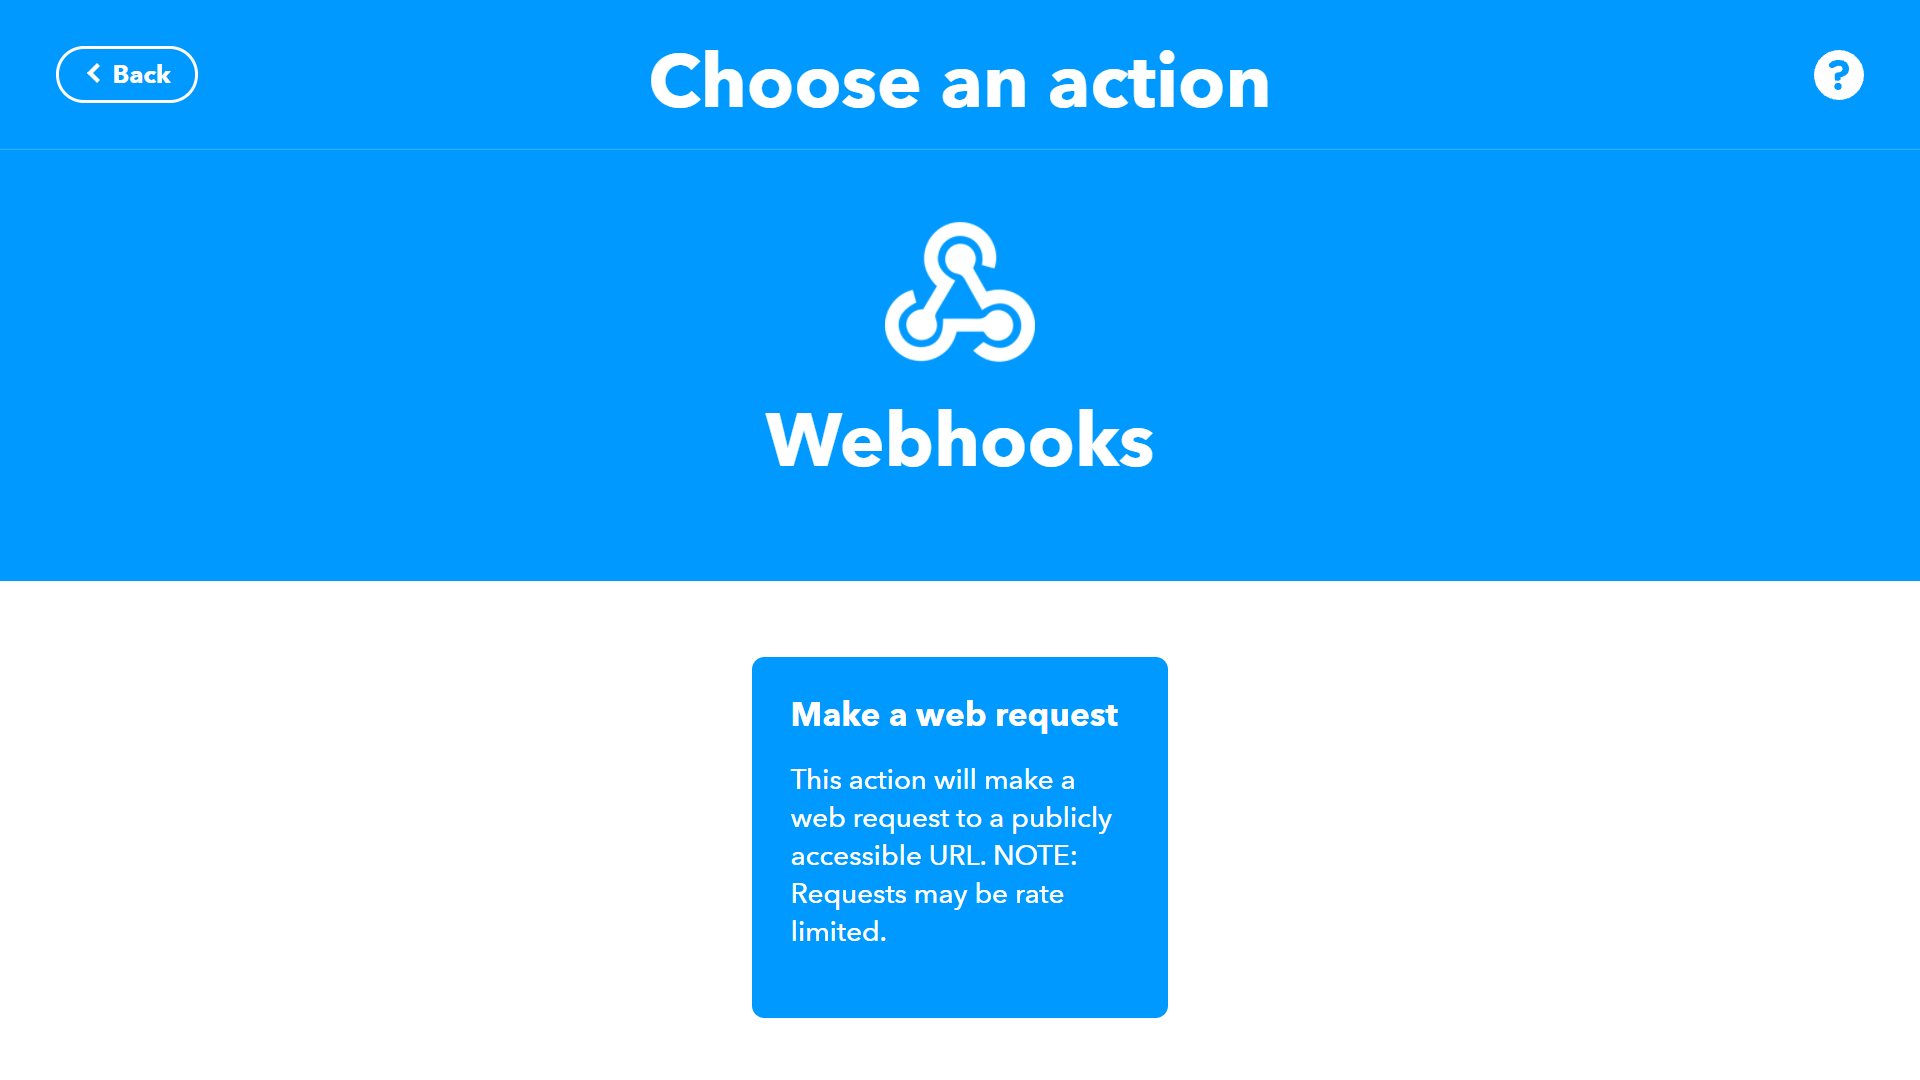 Back
Choose an action
?
Webhooks
Make a web request
This action will make a
web request to a publicly
accessible URL. NOTE:
Requests may be rate
limited.